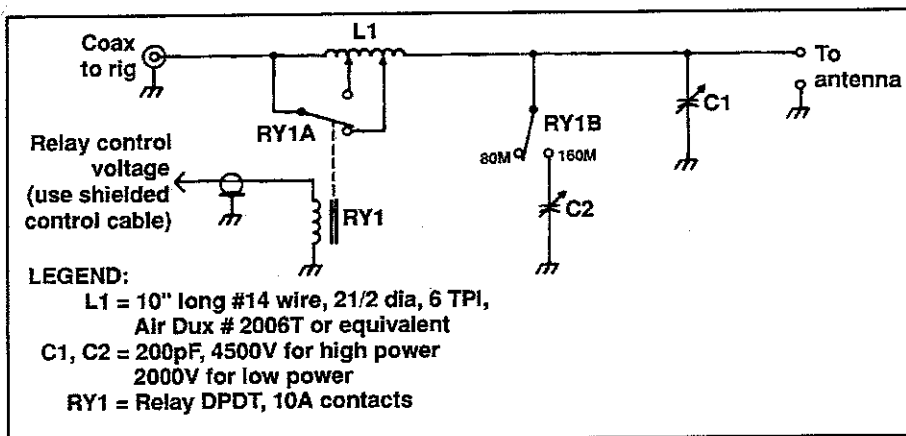 L1
Coax
to rig
To
antenna
C1
RY1A
RY1B
80M
160M
Relay control
voltage
(use shielded
control cable)
RY1
C2
LEGEND:
L1 = 10" long #14 wire, 21/2 dia, 6 TPI,
Air Dux # 2006T or equivalent
C1, C2 = 200pF, 4500V for high power
2000V for low power
RY1 = Relay DPDT, 10A contacts